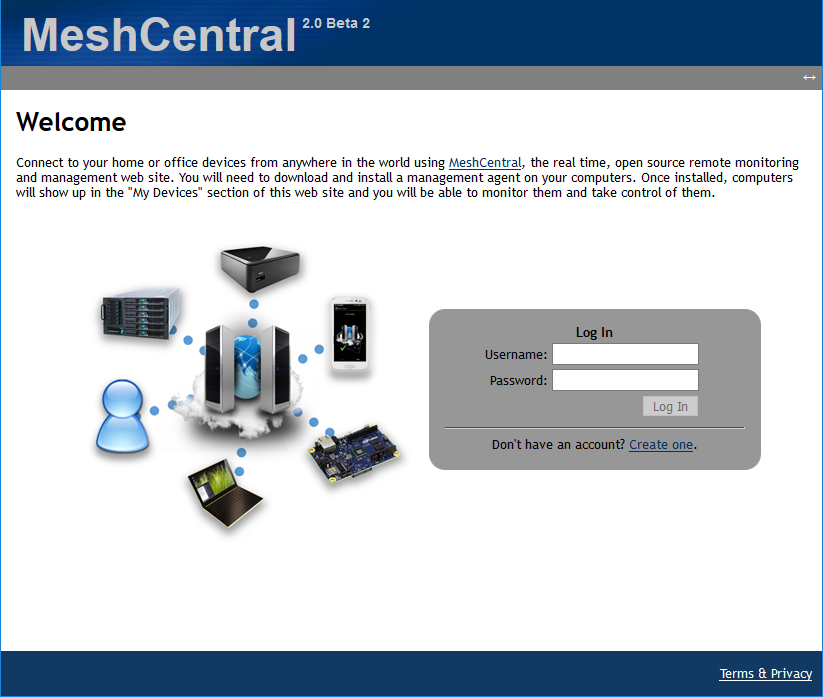 MeshCentral 2.0 Beta 2
Welcome
Connect to your home or office devices from anywhere in the world using MeshCentral, the real time, open source remote monitoring
and management web site. You will need to download and install a management agent on your computers. Once installed, computers
will show up in the "My Devices" section of this web site and you will be able to monitor them and take control of them.
Log In
Username:
Password:
Log In
Don't have an account? Create one.
Terms & Privacy